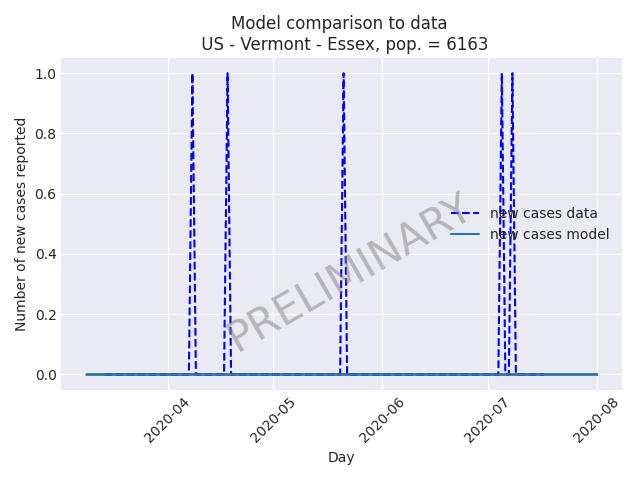 Model comparison to data
US - Vermont - Essex, pop. = 6163
Number of new cases reported
1.0
0.8
0.6
0.4
0.2
0.0
new cases data
new cases model
PRELIMINARY
2020-04
2020-05
2020-06
2020-07
2020-08
Day